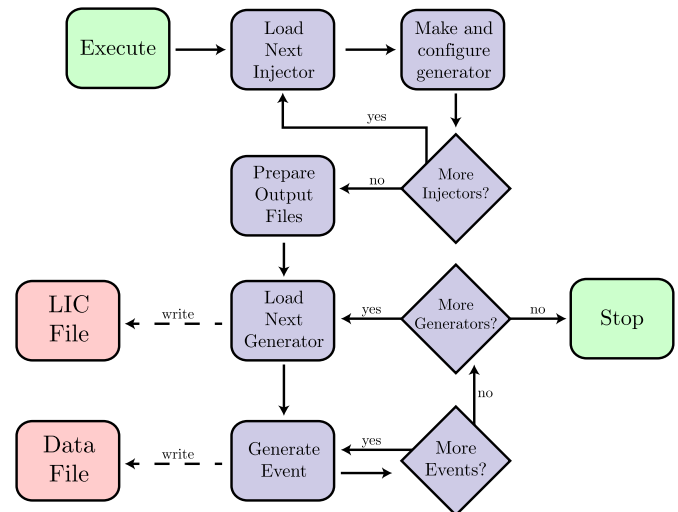 Execute
Load
Next
Injector
Make and
configure
generator
yes
Prepare
Output
Files
no
More
Injectors?
LIC
File
write
Load
Next
Generator
yes
More
Generators?
no
Stop
no
Data
File
write
Generate
Event
yes
More
Events?